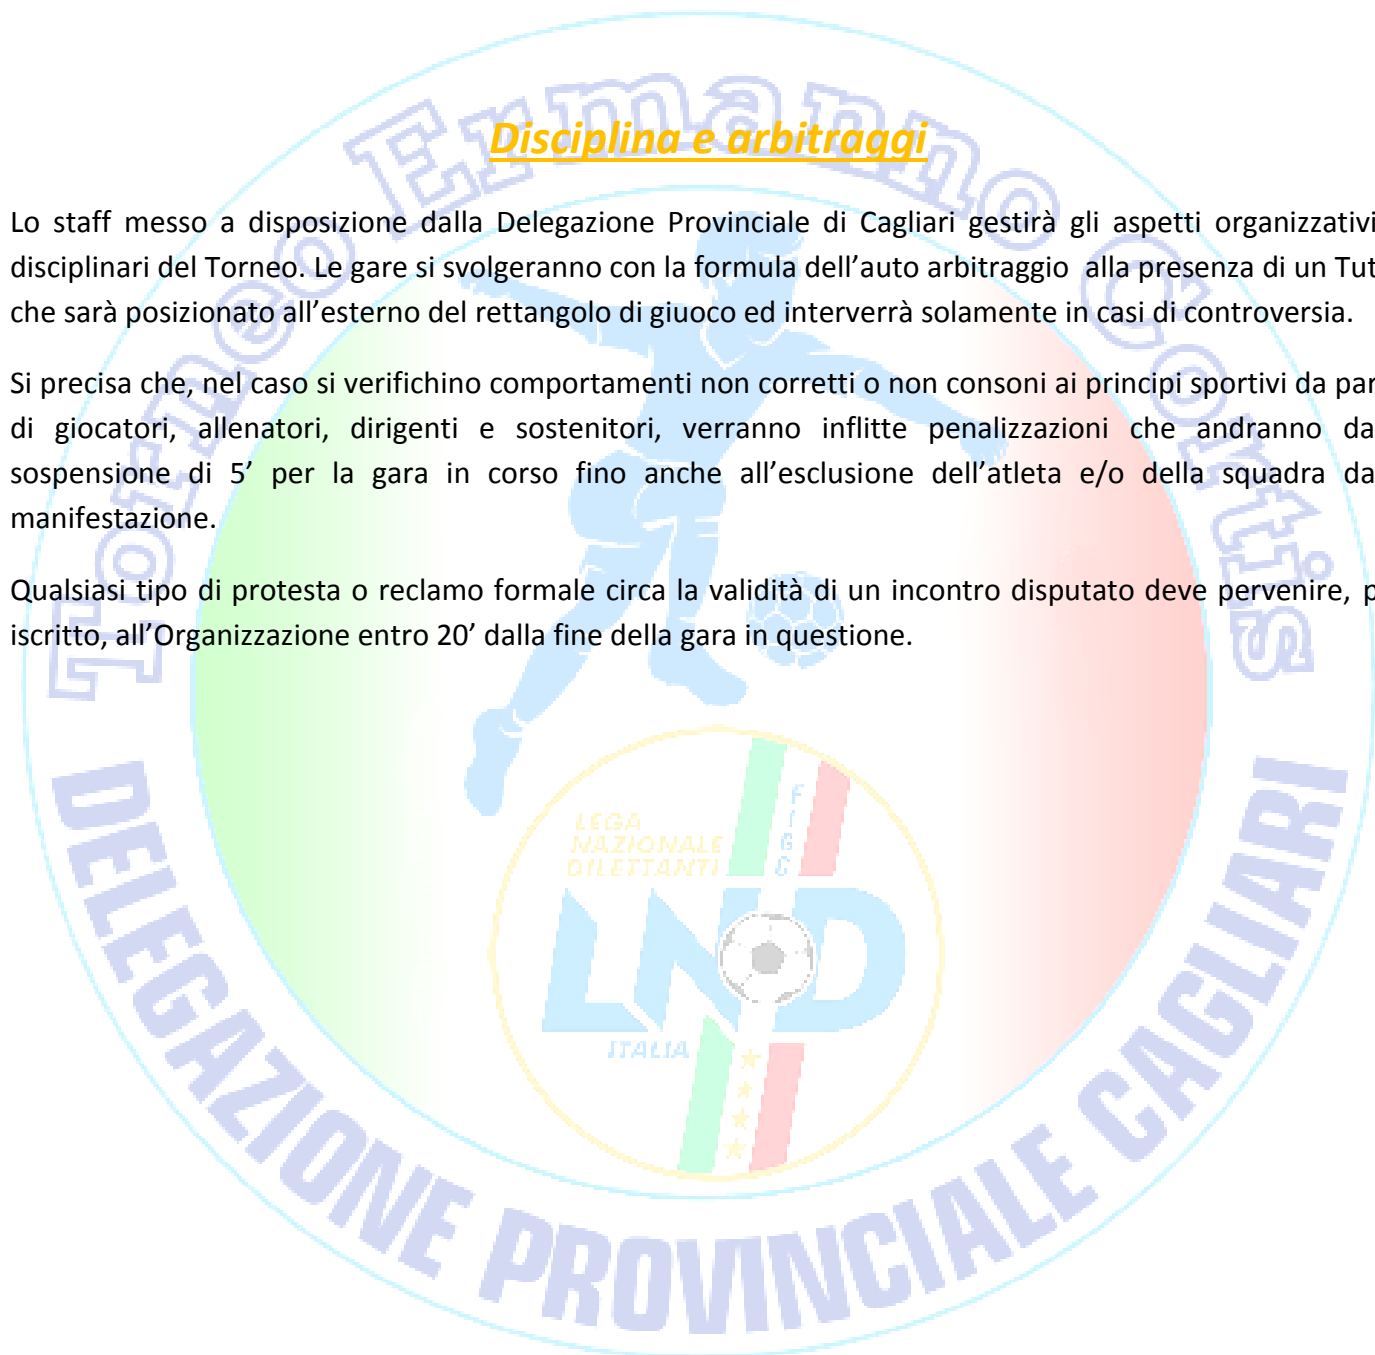 Disciplina e arbitraggi
Lo staff messo a disposizione dalla Delegazione Provinciale di Cagliari gestirà gli aspetti organizzativi
disciplinari del Torneo. Le gare si svolgeranno con la formula dell’auto arbitraggio alla presenza di un Tut
che sarà posizionato all’esterno del rettangolo di giuoco ed interverrà solamente in casi di controversia.
Si precisa che, nel caso si verifichino comportamenti non corretti o non consoni ai principi sportivi da par
di giocatori, allenatori, dirigenti e sostenitori, verranno inflitte penalizzazioni che andranno da
sospensione di 5’ per la gara in corso fino anche all’esclusione dell’atleta e/o della squadra da
manifestazione.
Qualsiasi tipo di protesta o reclamo formale circa la validità di un incontro disputato deve pervenire, p
iscritto, all’Organizzazione entro 20’ dalla fine della gara in questione.
Torneo Ermanno Cortis
LEGA
NAZIONALE
DILETTANTI
FIGC
LND
ITALIA
DELEGAZIONE PROVINCIALE CAGLIARI